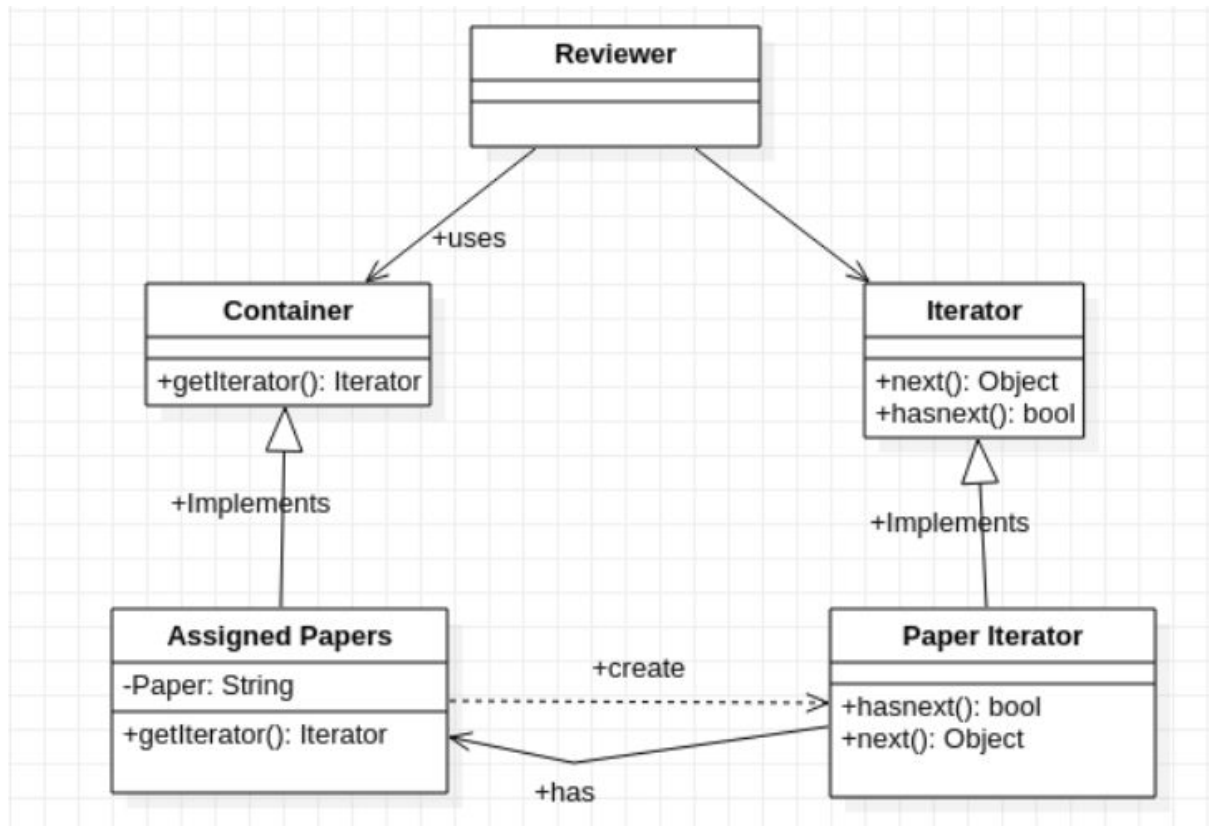 Reviewer
+uses
Container
+getIterator(): Iterator
Iterator
+next(): Object
+hasnext(): bool
+Implements
+Implements
Assigned Papers
-Paper: String
+getIterator(): Iterator
+create
+has
Paper Iterator
+hasnext(): bool
+next(): Object